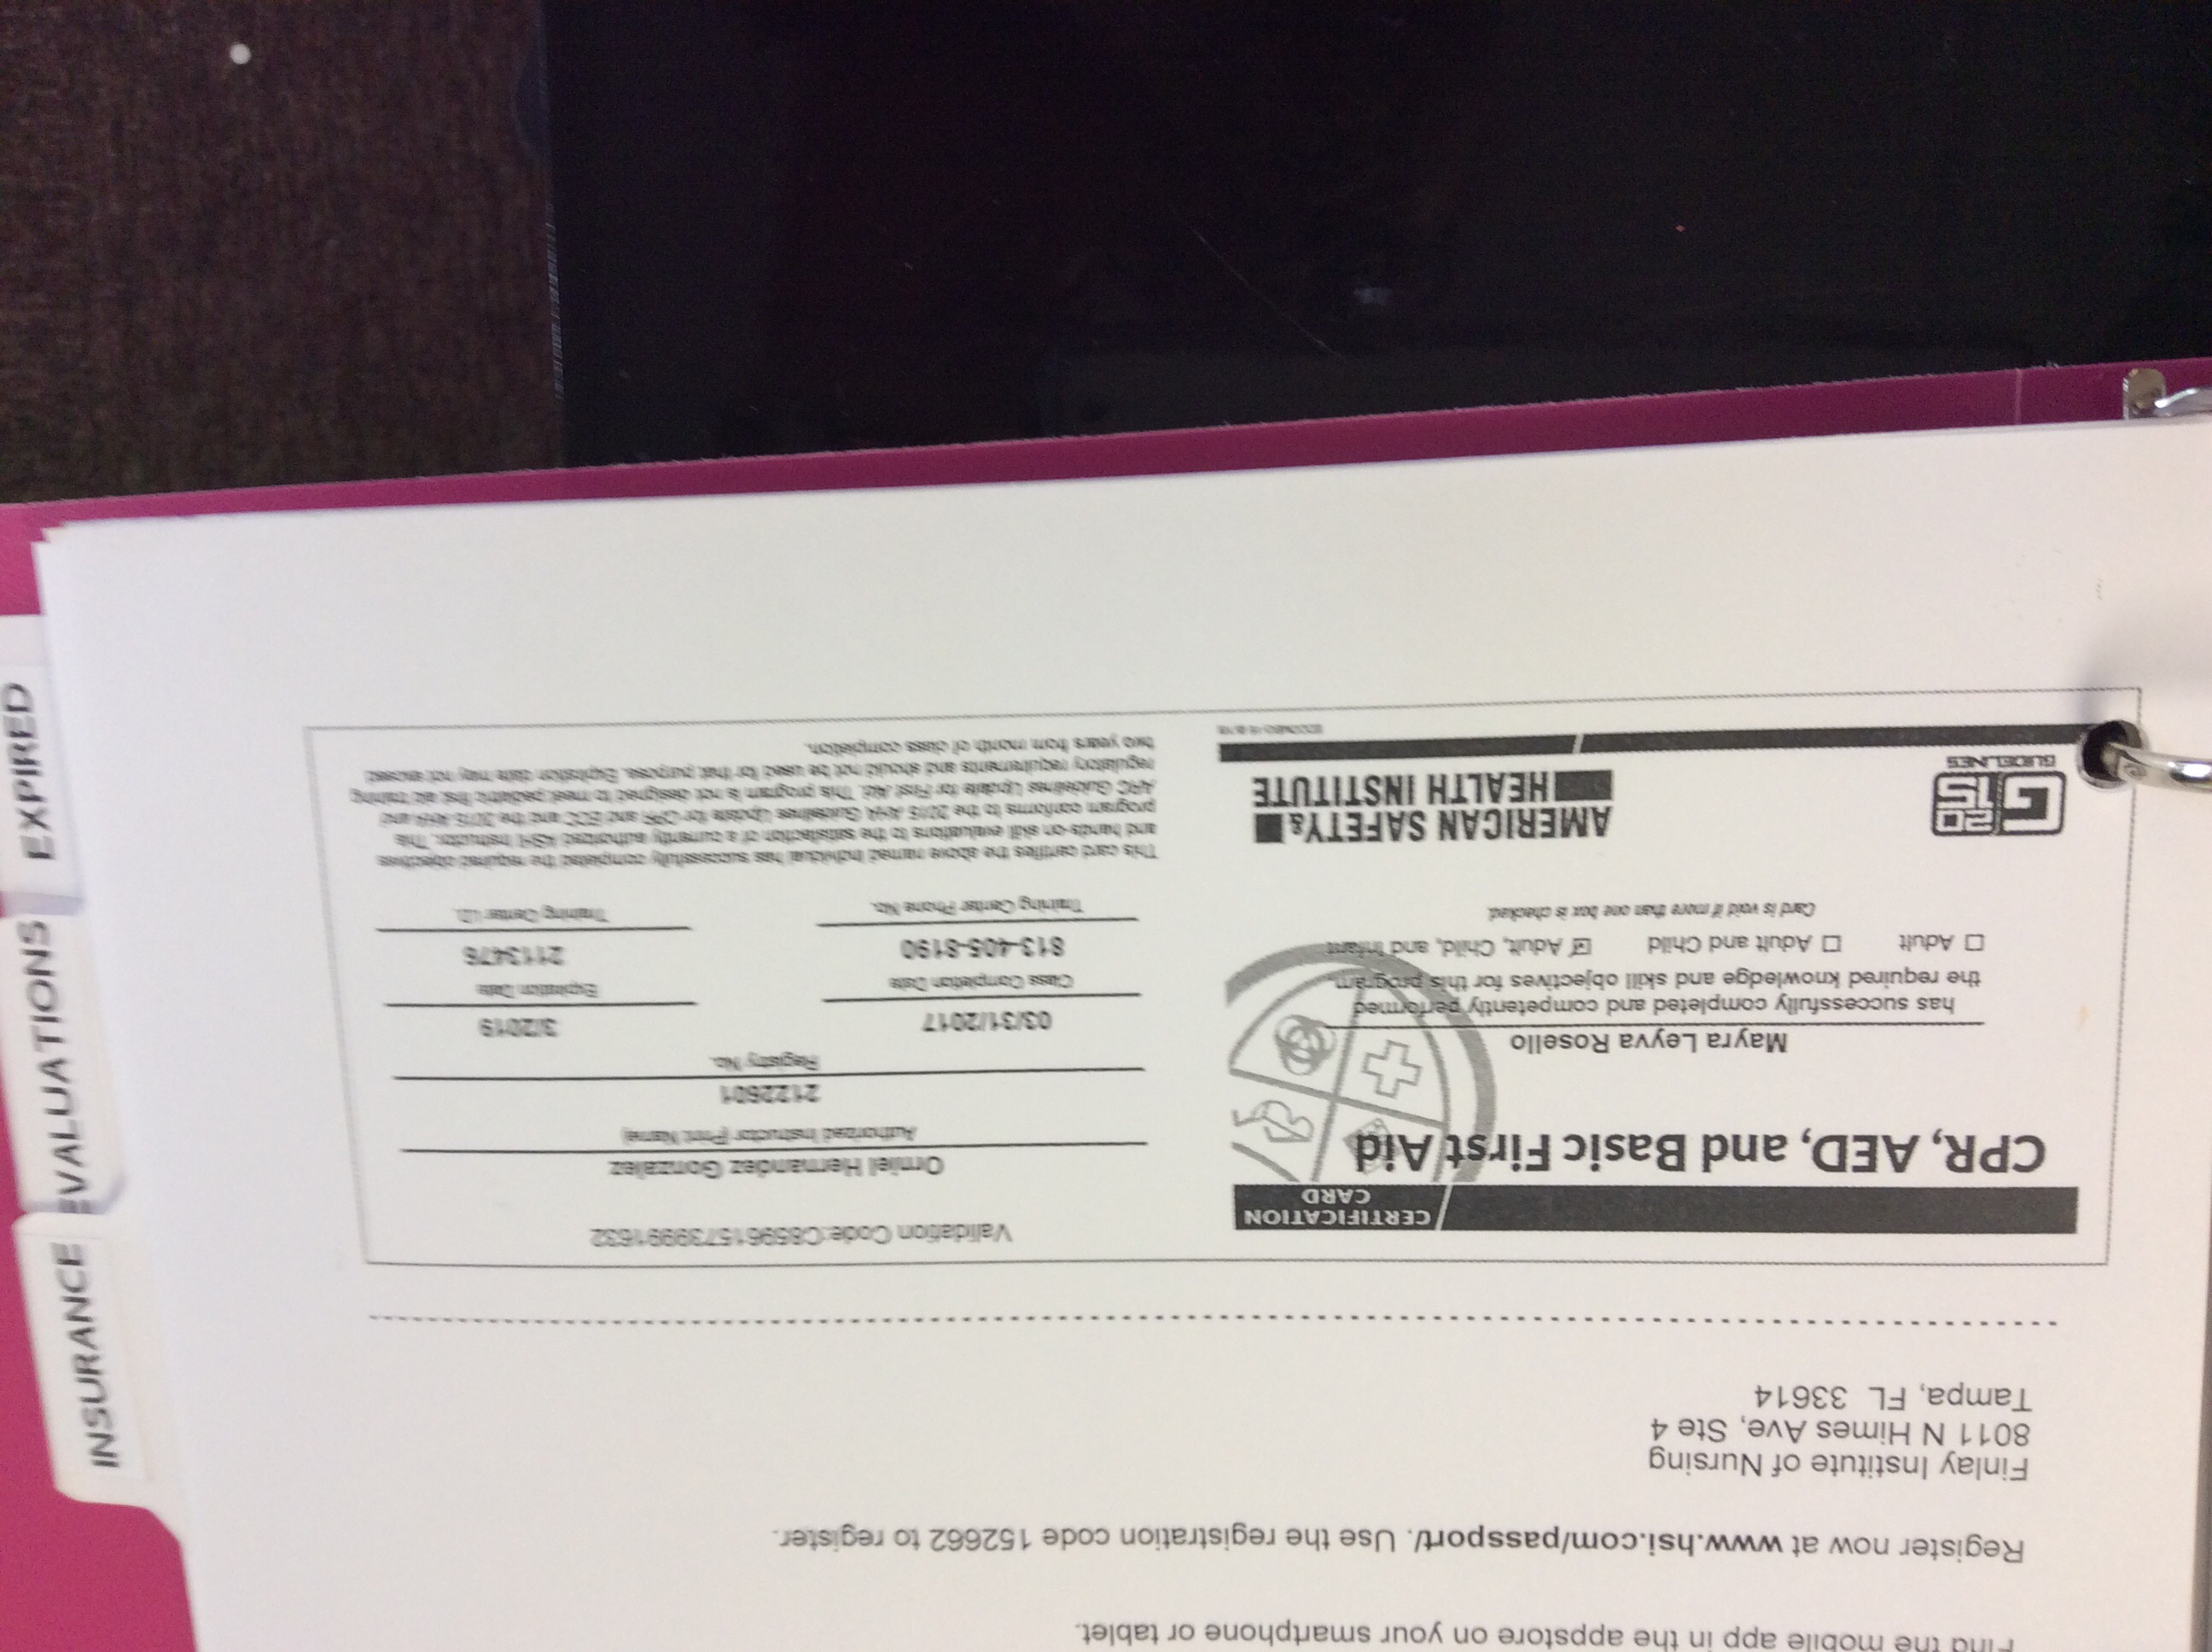 Find the mobile app in the appstore on your smartphone or tablet.
Register now at www.hsi.com/passport/. Use the registration code 152662 to register.
Finlay Institute of Nursing
8011 N Himes Ave, Ste 4
Tampa, FL 33614
CERTIFICATION
CARD
CPR, AED, and Basic First Aid
Mayra Leyva Rosello
has successfully completed and competently performed
the required knowledge and skill objectives for this program.
Adult
Adult and Child
Adult, Child, and Infant
Card is void if more than one box is checked.
G 2015
GUIDELINES
AMERICAN SAFETY &
HEALTH INSTITUTE
Validation Code:C859615739991632
Orniel Hernandez Gonzalez
Authorized Instructor (Print Name)
2122601
Registry No.
03/31/2017
3/2019
Class Completion Date
Expiration Date
813-405-8190
2113476
Training Center Phone No.
Training Center I.D.
This card certifies the above named individual has successfully completed the required objectives
and hands-on skill evaluations to the satisfaction of a currently authorized ASHI Instructor. This
program conforms to the 2015 AHA Guidelines Update for CPR and ECC and the 2015 AHA and
ARC Guidelines Update for First Aid. This program is not designed to meet pediatric first aid training
regulatory requirements and should not be used for that purpose. Expiration date may not exceed
two years from month of class completion.
INSURANCE
EVALUATIONS
EXPIRED